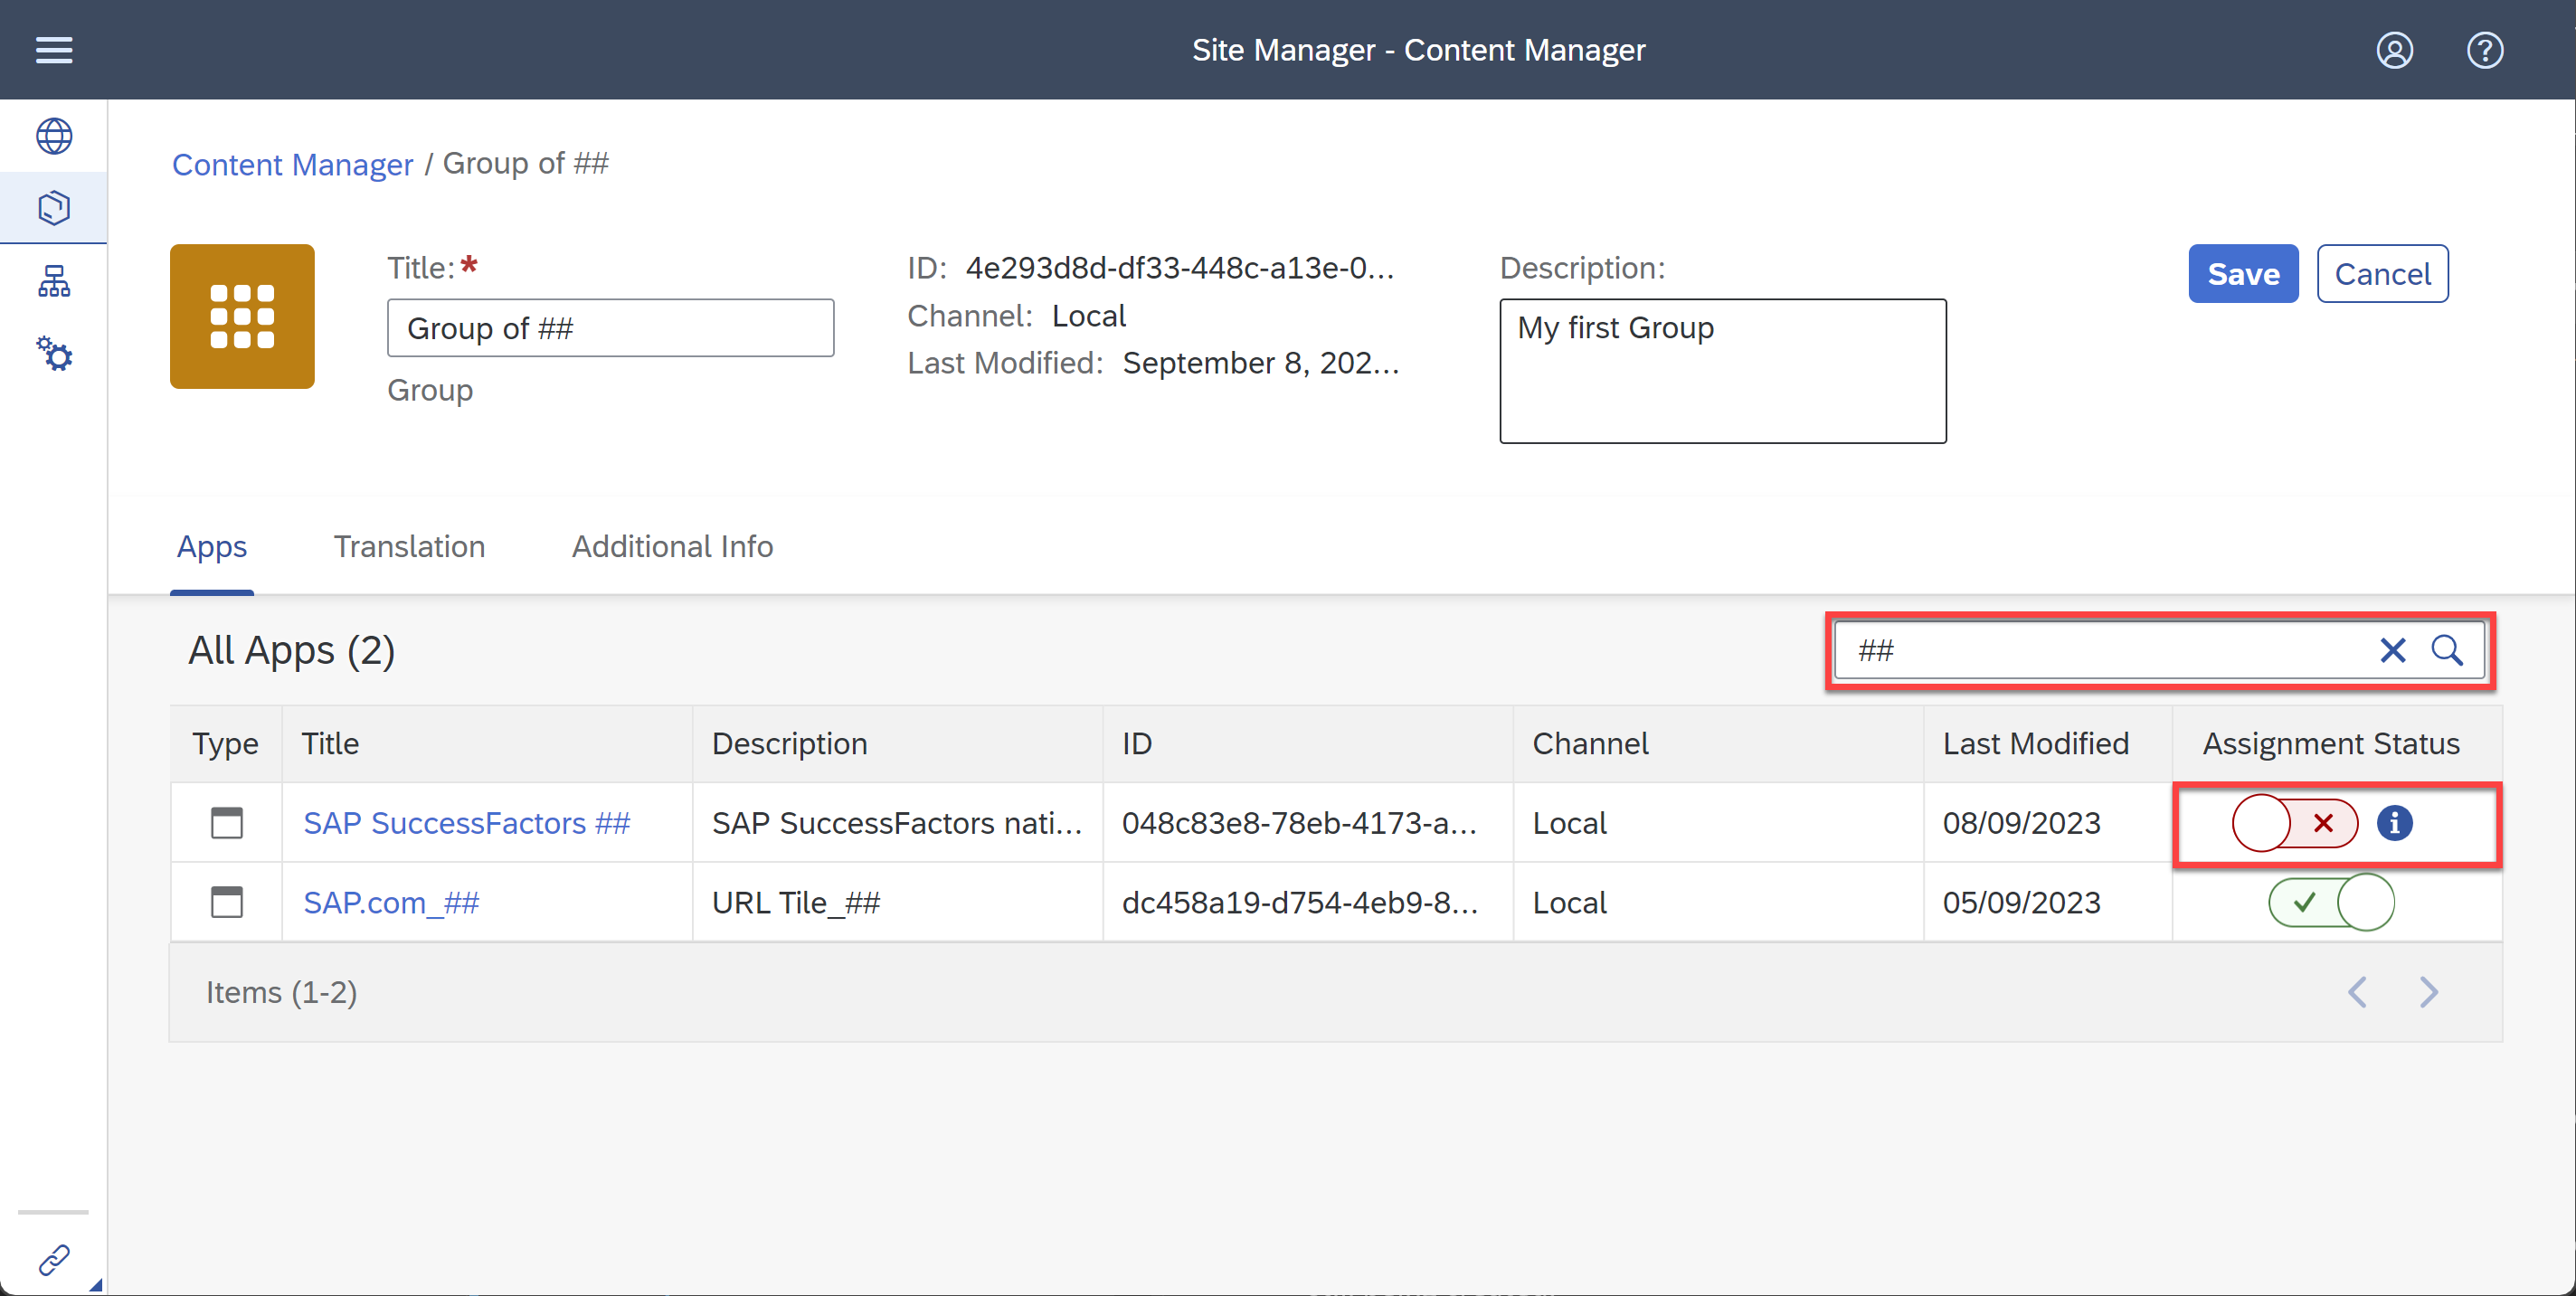 Site Manager - Content Manager
Content Manager / Group of ##
Title:*
Group of ##
Group
ID: 4e293d8d-df33-448c-a13e-0...
Channel: Local
Last Modified: September 8, 202...
Description:
My first Group
Save
Cancel
Apps
Translation
Additional Info
All Apps (2)
##
Type Title Description ID Channel Last Modified Assignment Status
SAP SuccessFactors ## SAP SuccessFactors nati... 048c83e8-78eb-4173-a... Local 08/09/2023
SAP.com_## URL Tile_## dc458a19-d754-4eb9-8... Local 05/09/2023
Items (1-2)